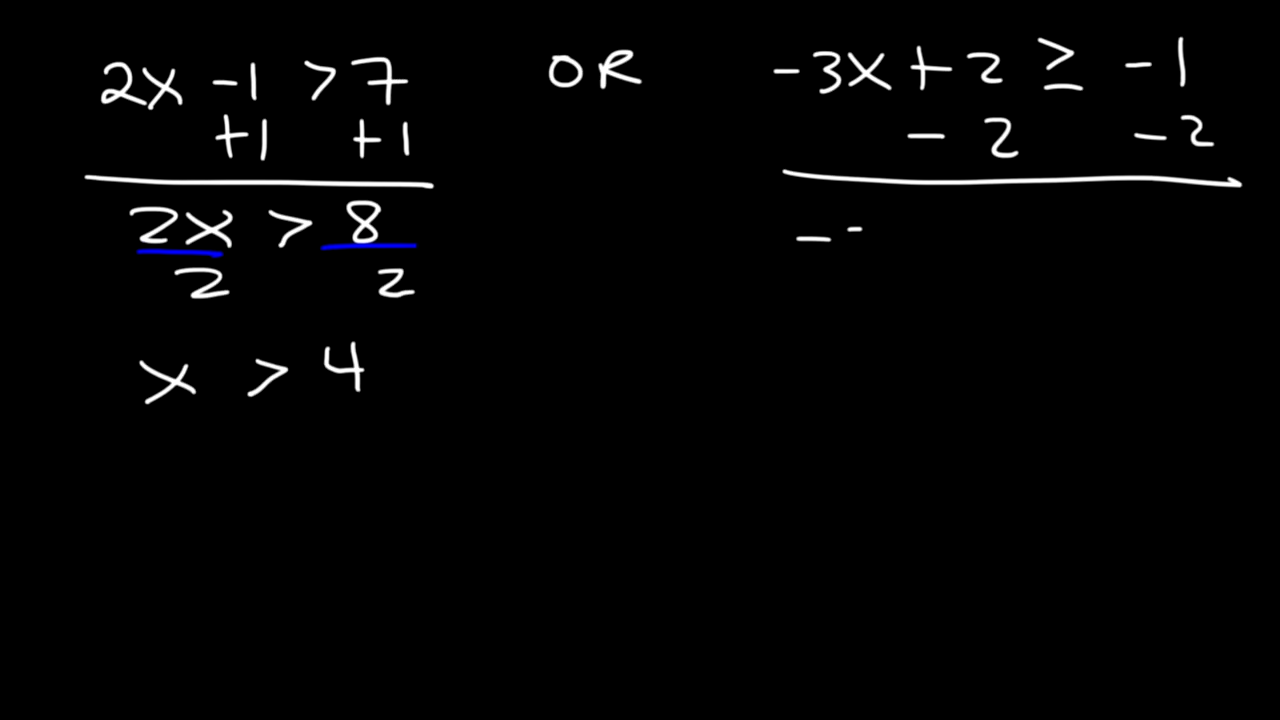 2x - 1 > 7 OR -3x + 2 ≥ -1
+1 +1 - 2 - 2
2x > 8 -
2 2
x > 4